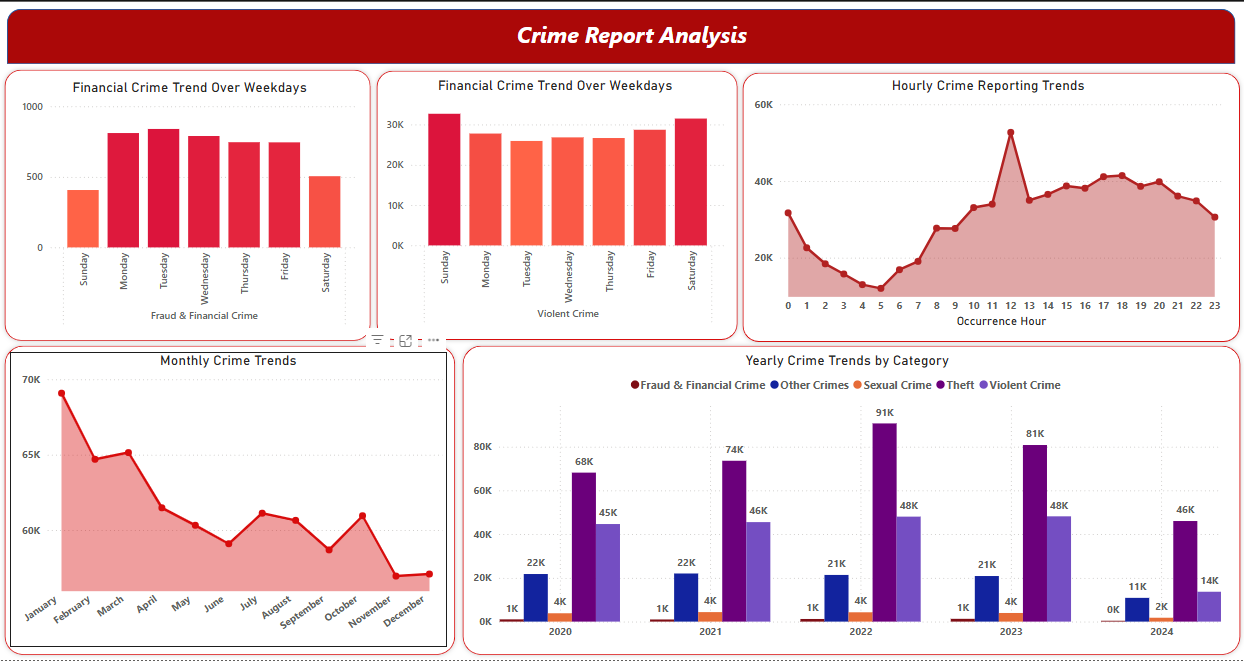 Crime Report Analysis
Financial Crime Trend Over Weekdays
1000
500
0
Sunday
Monday
Tuesday
Wednesday
Thursday
Friday
Saturday
Fraud & Financial Crime
Financial Crime Trend Over Weekdays
30K
20K
10K
0K
Sunday
Monday
Tuesday
Wednesday
Thursday
Friday
Saturday
Violent Crime
Hourly Crime Reporting Trends
60K
40K
20K
0 1 2 3 4 5 6 7 8 9 10 11 12 13 14 15 16 17 18 19 20 21 22 23
Occurrence Hour
Monthly Crime Trends
70K
65K
60K
January
February
March
April
May
June
July
August
September
October
November
December
Yearly Crime Trends by Category
Fraud & Financial Crime Other Crimes Sexual Crime Theft Violent Crime
80K
60K
40K
20K
0K
1K 22K 4K 68K 45K
1K 22K 4K 74K 46K
1K 21K 4K 91K 48K
1K 21K 4K 81K 48K
0K 11K 2K 46K 14K
2020 2021 2022 2023 2024